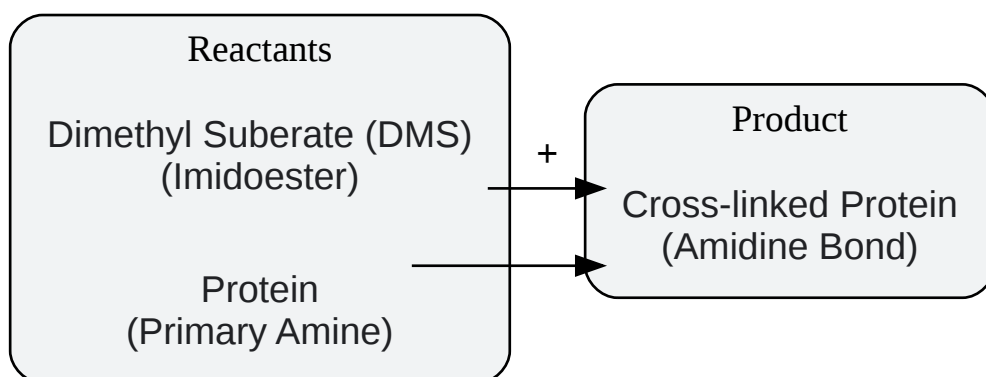 Reactants
Dimethyl Suberate (DMS)
(Imidoester)
Protein
(Primary Amine)
+
Product
Cross-linked Protein
(Amidine Bond)